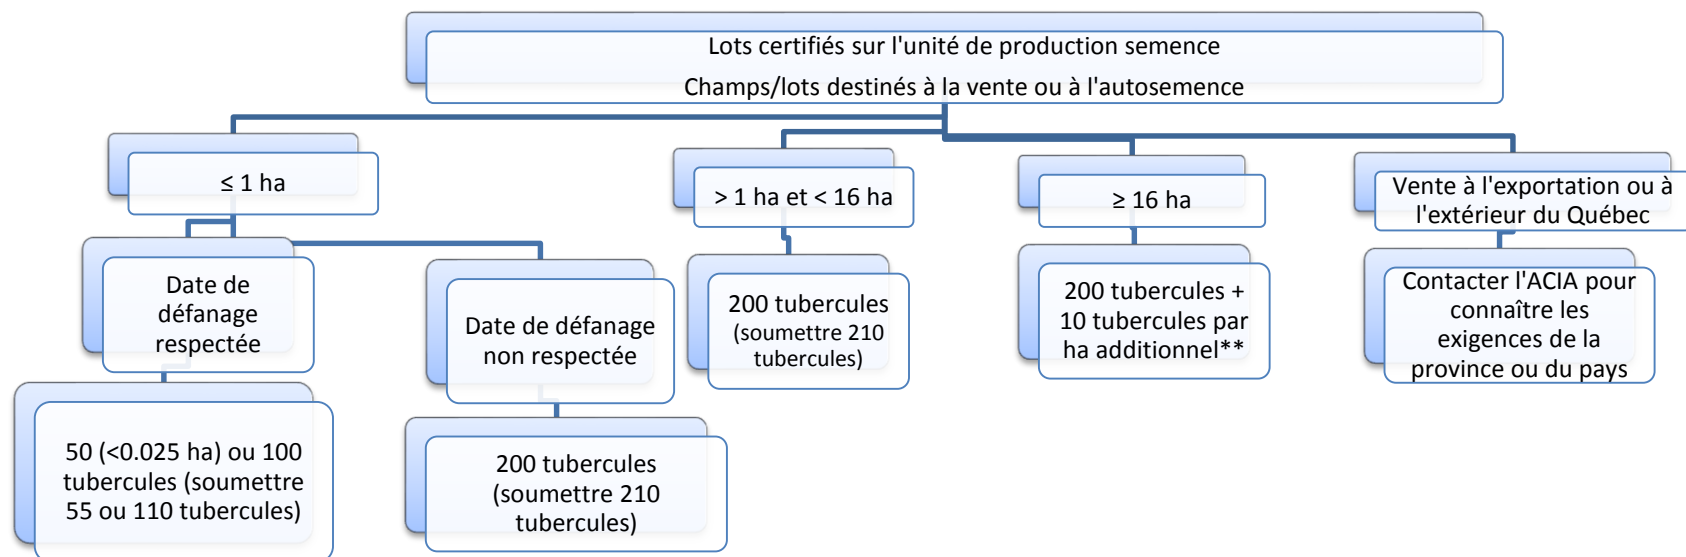 Lots certifiés sur l'unité de production semence
Champs/lots destinés à la vente ou à l'autosemence
≤ 1 ha
> 1 ha et < 16 ha
≥ 16 ha
Vente à l'exportation ou à
l'extérieur du Québec
Date de
défanage
respectée
Date de défanage
non respectée
200 tubercules
(soumettre 210
tubercules)
200 tubercules +
10 tubercules par
ha additionnel**
Contacter l'ACIA pour
connaître les
exigences de la
province ou du pays
50 (<0.025 ha) ou 100
tubercules (soumettre
55 ou 110 tubercules)
200 tubercules
(soumettre 210
tubercules)